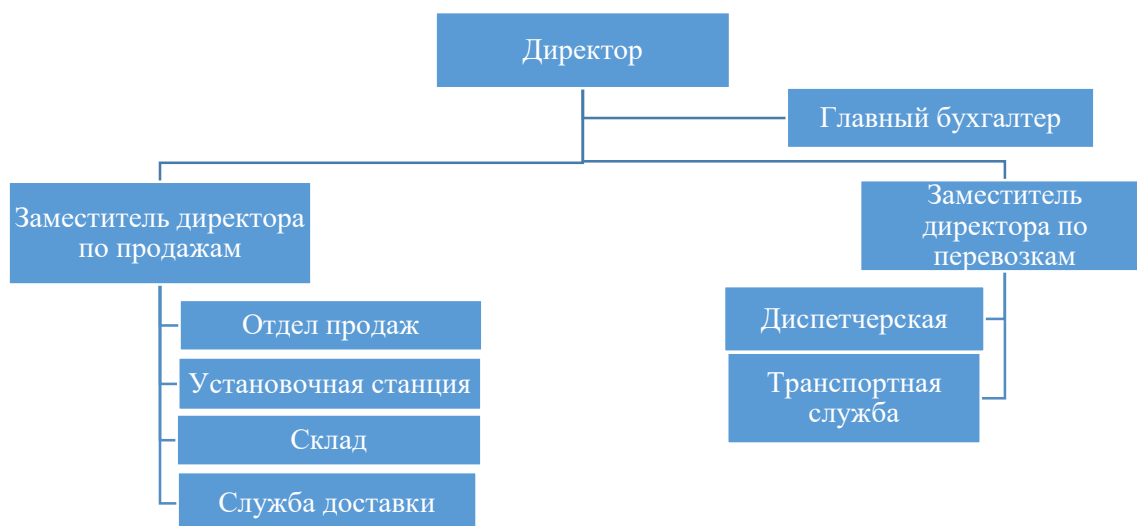 Директор
Главный бухгалтер
Заместитель директора
по продажам
Заместитель
директора по
перевозкам
Отдел продаж
Установочная станция
Склад
Служба доставки
Диспетчерская
Транспортная
служба